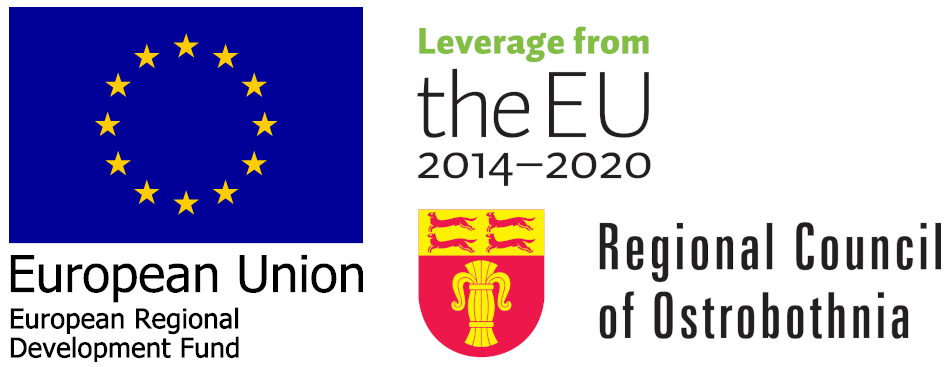 European Union
European Regional
Development Fund
Leverage from
the EU
2014–2020
Regional Council
of Ostrobothnia